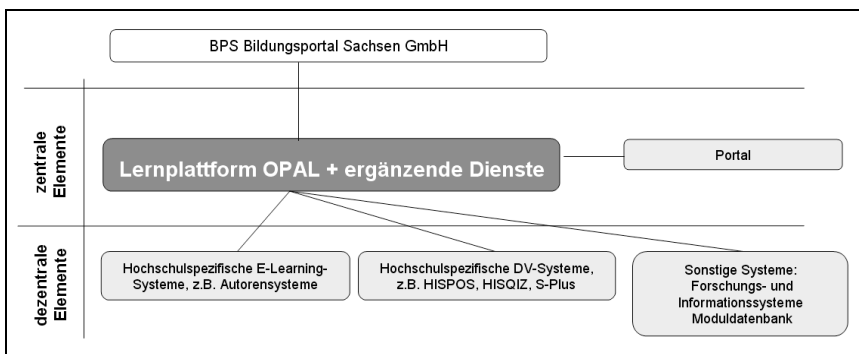 BPS Bildungsportal Sachsen GmbH
zentrale
Elemente
Lernplattform OPAL + ergänzende Dienste
Portal
dezentrale
Elemente
Hochschulspezifische E-Learning-
Systeme, z.B. Autorensysteme
Hochschulspezifische DV-Systeme,
z.B. HISPOS, HISQIZ, S-Plus
Sonstige Systeme:
Forschungs- und
Informationssysteme
Moduldatenbank